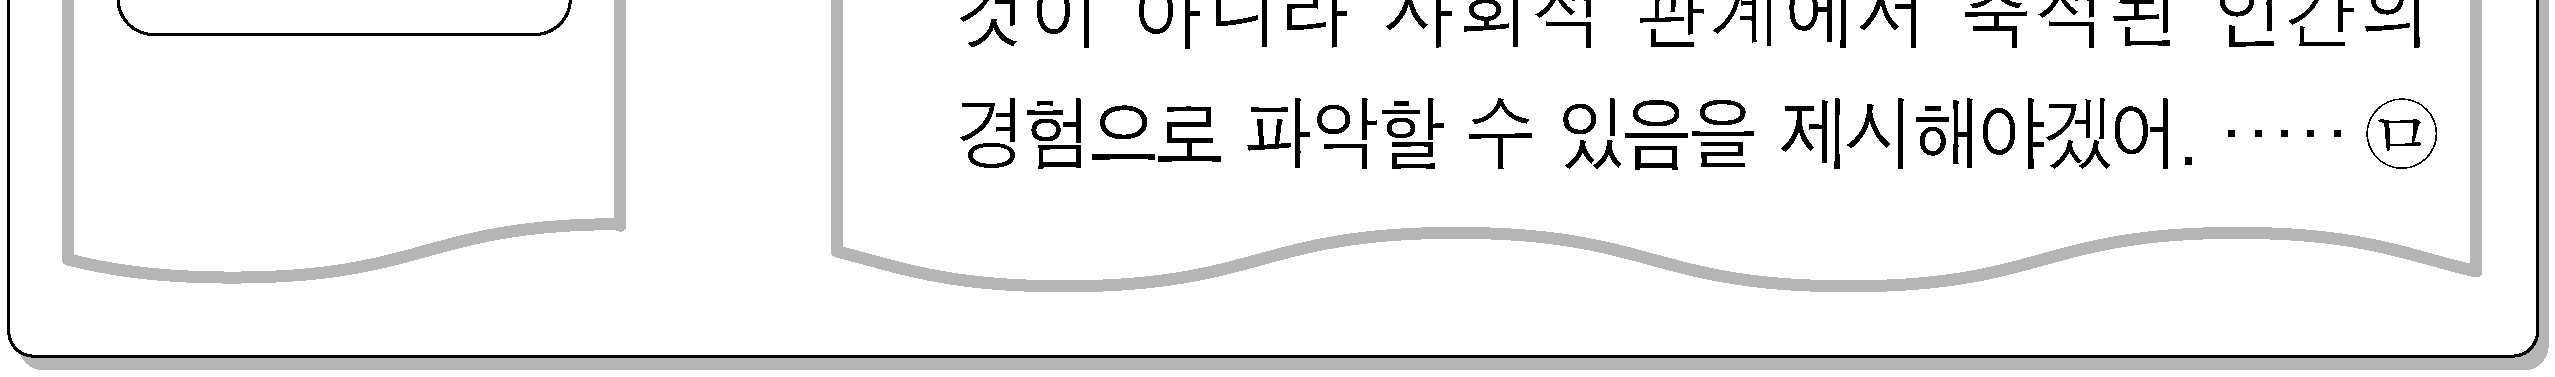 것이 아니라 사회적 관계에서 축적된 인간의
경험으로 파악할 수 있음을 제시해야겠어. ····· ㉤